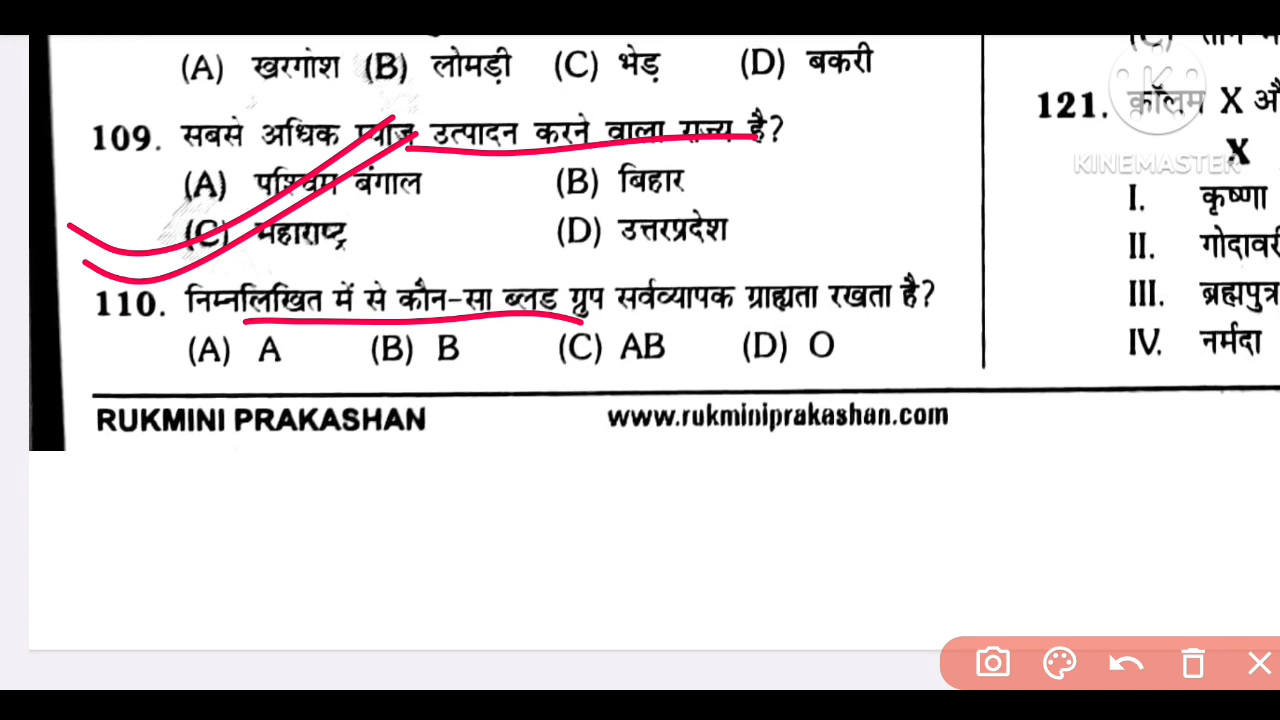 (A) खरगोश (B) लोमड़ी (C) भेड़ (D) बकरी
109. सबसे अधिक प्याज उत्पादन करने वाला राज्य है?
(A) पश्चिम बंगाल (B) बिहार
(C) महाराष्ट्र (D) उत्तरप्रदेश
110. निम्नलिखित में से कौन-सा ब्लड ग्रुप सर्वव्यापक ग्राह्यता रखता है?
(A) A (B) B (C) AB (D) O
RUKMINI PRAKASHAN www.rukminiprakashan.com
121. कॉलम X
X
I. कृष्णा
II. गोदावरी
III. ब्रह्मपुत्र
IV. नर्मदा
KINEMASTER